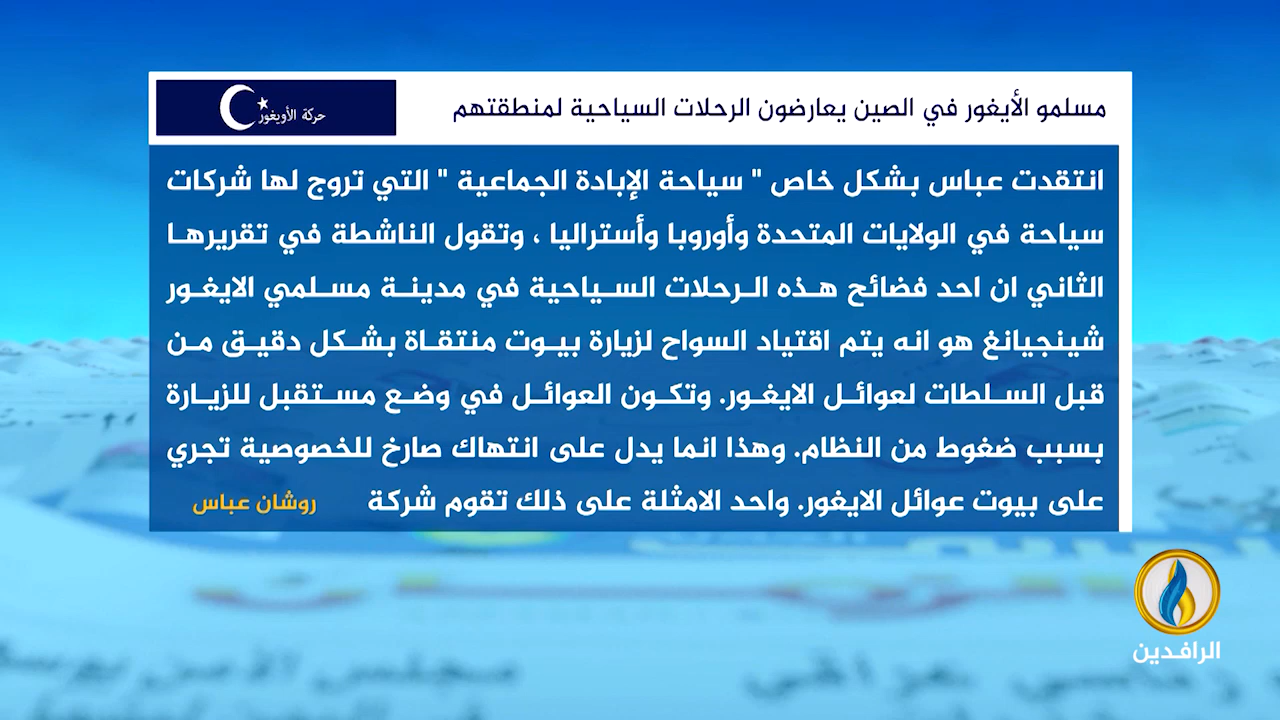 مسلمو الأيغور في الصين يعارضون الرحلات السياحية لمنطقتهم
حركة الأويغور
انتقدت عباس بشكل خاص " سياحة الإبادة الجماعية " التي تروج لها شركات
سياحة في الولايات المتحدة وأوروبا وأستراليا ، وتقول الناشطة في تقريرها
الثاني ان احد فضائح هذه الرحلات السياحية في مدينة مسلمي الايغور
شينجيانغ هو انه يتم اقتياد السواح لزيارة بيوت منتقاة بشكل دقيق من
قبل السلطات لعوائل الايغور. وتكون العوائل في وضع مستقبل للزيارة
بسبب ضغوط من النظام. وهذا انما يدل على انتهاك صارخ للخصوصية تجري
على بيوت عوائل الايغور. واحد الامثلة على ذلك تقوم شركة
روشان عباس
الرافدين
مجلس الأمن